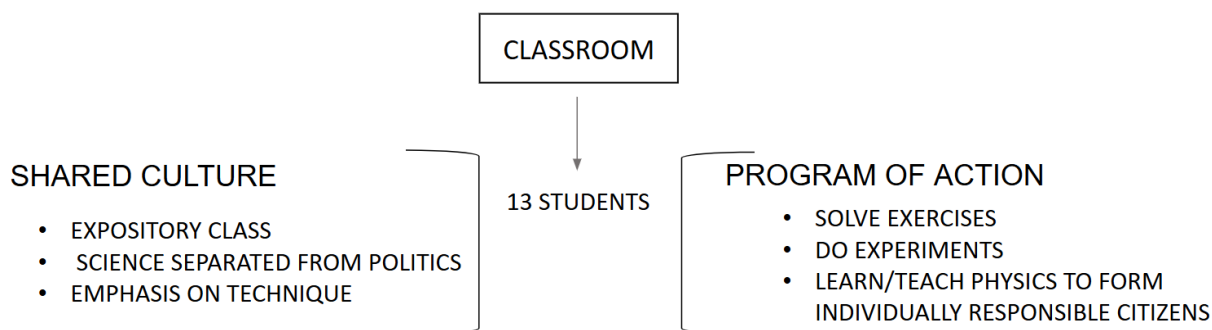 CLASSROOM
SHARED CULTURE
• EXPOSITORY CLASS
• SCIENCE SEPARATED FROM POLITICS
• EMPHASIS ON TECHNIQUE
13 STUDENTS
PROGRAM OF ACTION
• SOLVE EXERCISES
• DO EXPERIMENTS
• LEARN/TEACH PHYSICS TO FORM
INDIVIDUALLY RESPONSIBLE CITIZENS